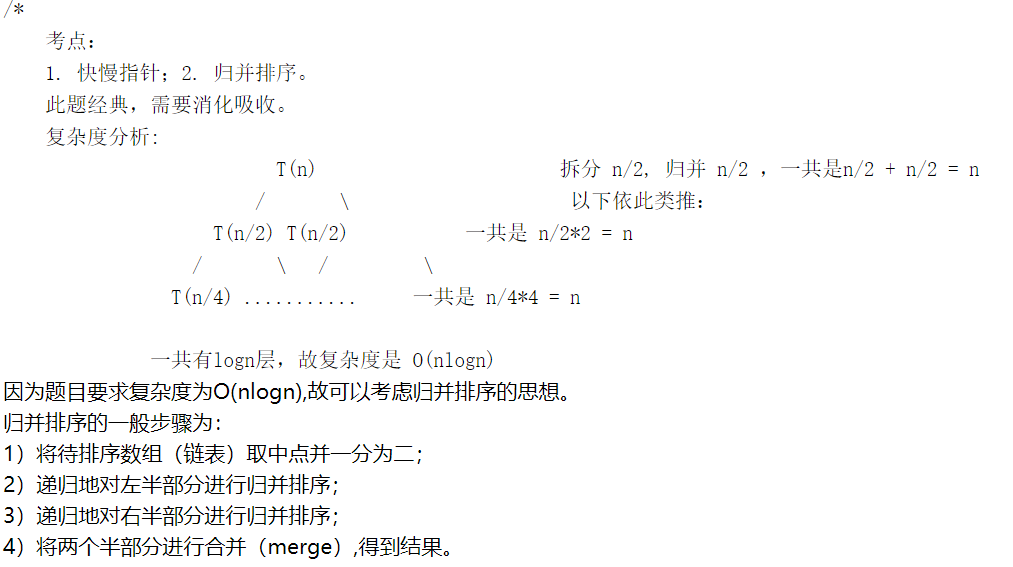 /*
考点：
1. 快慢指针；2. 归并排序。
此题经典，需要消化吸收。
复杂度分析：
T(n) 拆分 n/2, 归并 n/2 ，一共是n/2 + n/2 = n
/ \ 以下依此类推：
T(n/2) T(n/2) 一共是 n/2*2 = n
/ \ / \
T(n/4) ........... 一共是 n/4*4 = n
一共有logn层，故复杂度是 O(nlogn)
因为题目要求复杂度为O(nlogn),故可以考虑归并排序的思想。
归并排序的一般步骤为：
1）将待排序数组（链表）取中点并一分为二；
2）递归地对左半部分进行归并排序；
3）递归地对右半部分进行归并排序；
4）将两个半部分进行合并（merge）,得到结果。